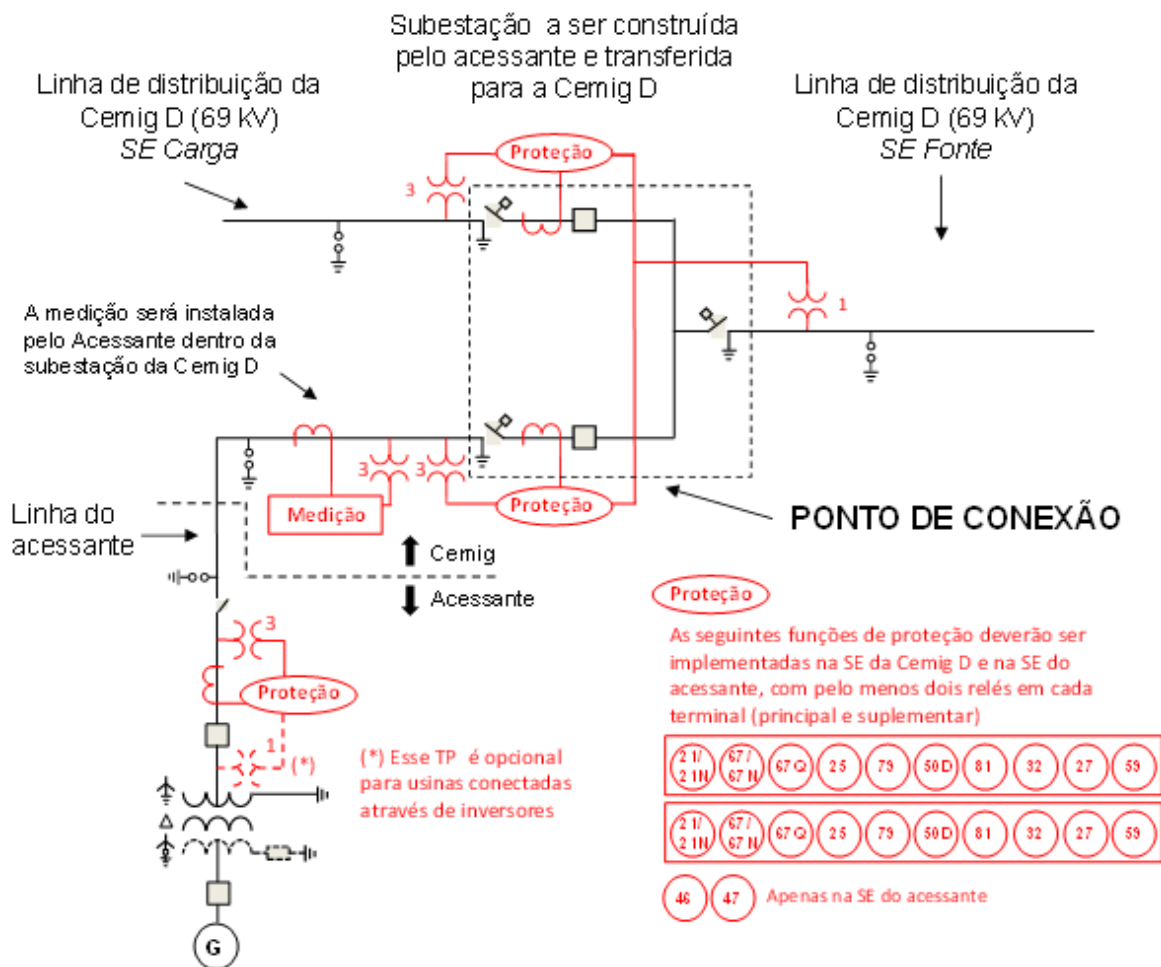 Subestação a ser construída
pelo acessante e transferida
para a Cemig D
Linha de distribuição da
Cemig D (69 kV)
SE Carga
Linha de distribuição da
Cemig D (69 kV)
SE Fonte
Proteção
3
1
A medição será instalada
pelo Acessante dentro da
subestação da Cemig D
3
3
Medição
Proteção
PONTO DE CONEXÃO
Linha do
acessante
Cemig
Acessante
3
Proteção
1
(*)
(*) Esse TP é opcional
para usinas conectadas
através de inversores
G
Proteção
As seguintes funções de proteção deverão ser
implementadas na SE da Cemig D e na SE do
acessante, com pelo menos dois relés em cada
terminal (principal e suplementar)
21/ 21N 67/ 67N 67Q 25 79 50D 81 32 27 59
21/ 21N 67/ 67N 67Q 25 79 50D 81 32 27 59
46 47 Apenas na SE do acessante